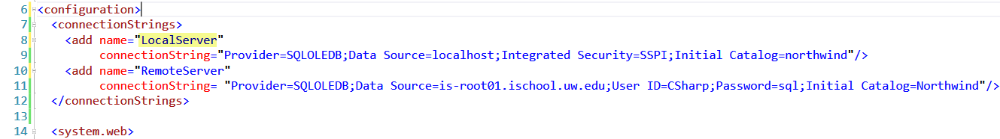 6 <configuration>
7 <connectionStrings>
8 <add name="LocalServer"
9 connectionString="Provider=SQLOLEDB;Data Source=localhost;Integrated Security=SSPI;Initial Catalog=northwind"/>
10 <add name="RemoteServer"
11 connectionString= "Provider=SQLOLEDB;Data Source=is-root01.ischool.uw.edu;User ID=CSharp;Password=sql;Initial Catalog=Northwind"/>
12 </connectionStrings>
13
14 <system.web>